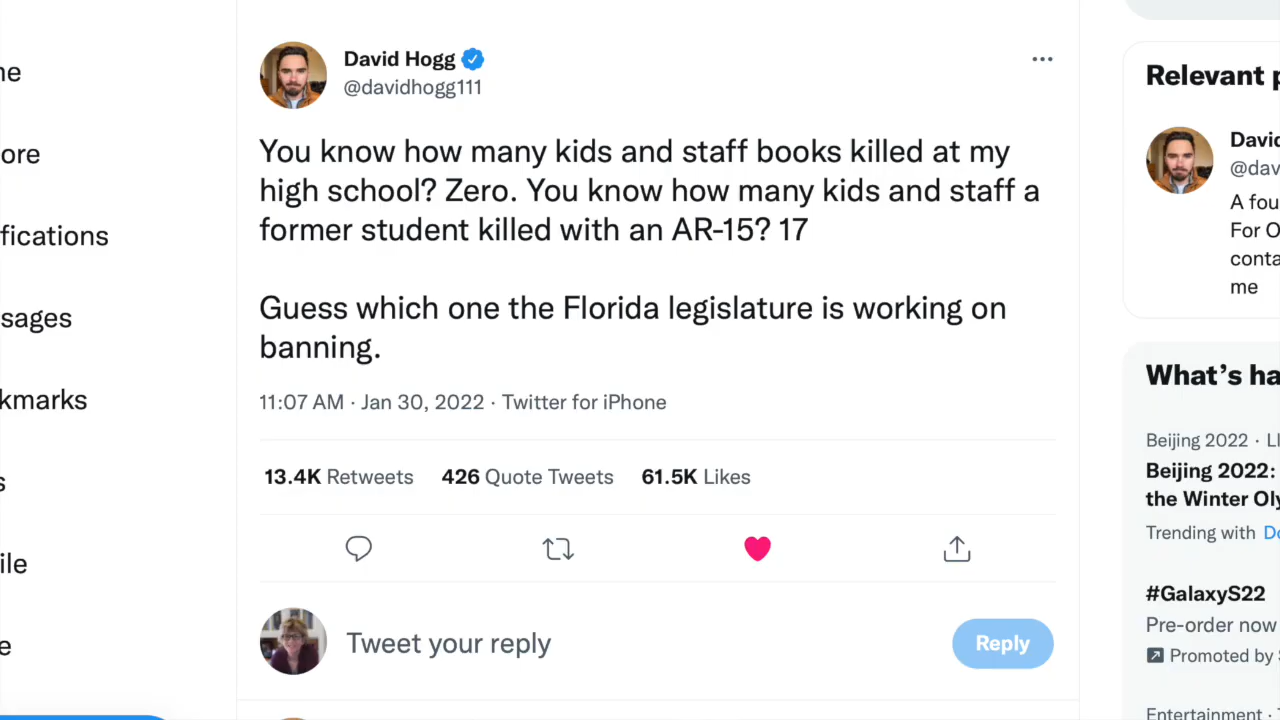 David Hogg
@davidhogg111
You know how many kids and staff books killed at my
high school? Zero. You know how many kids and staff a
former student killed with an AR-15? 17
Guess which one the Florida legislature is working on
banning.
11:07 AM · Jan 30, 2022 · Twitter for iPhone
13.4K Retweets 426 Quote Tweets 61.5K Likes
Tweet your reply
Reply
me
ore
fications
sages
kmarks
s
ile
e
Relevant p
David
@dav
A fou
For O
conta
me
What's ha
Beijing 2022 ·
Beijing 2022:
the Winter Oly
Trending with Do
#GalaxyS22
Pre-order now
Promoted by
Entertainment ·